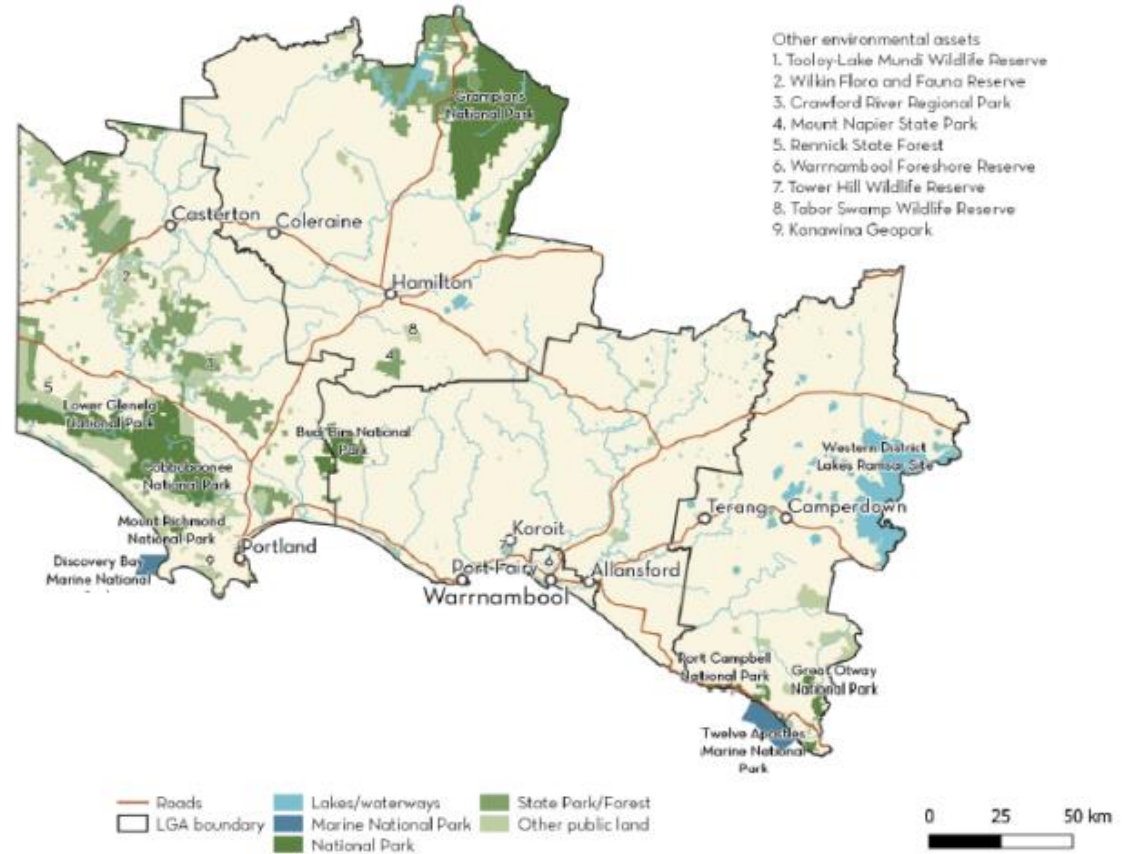 Other environmental assets
1. Tooloy-Lake Mundi Wildlife Reserve
2. Wilkin Flora and Fauna Reserve
3. Crawford River Regional Park
4. Mount Napier State Park
5. Rennick State Forest
6. Warrnambool Foreshore Reserve
7. Tower Hill Wildlife Reserve
8. Tabor Swamp Wildlife Reserve
9. Kanawina Geopark
Grampians
National Park
Casterton
Coleraine
2
Hamilton
8
4
3
5
Lower Glenelg
National Park
Budj Bim National
Park
Cobboboonee
National Park
Western District
Lakes Ramsar Site
Mount Richmond
National Park
Terang
Camperdown
Koroit
7
Portland
9
Discovery Bay
Marine National
Port Fairy
6
Allansford
Warrnambool
Port Campbell
National Park
Great Otway
National Park
Twelve Apostles
Marine National
Park
Roads
LGA boundary
Lakes/waterways
Marine National Park
National Park
State Park/Forest
Other public land
0 25 50 km